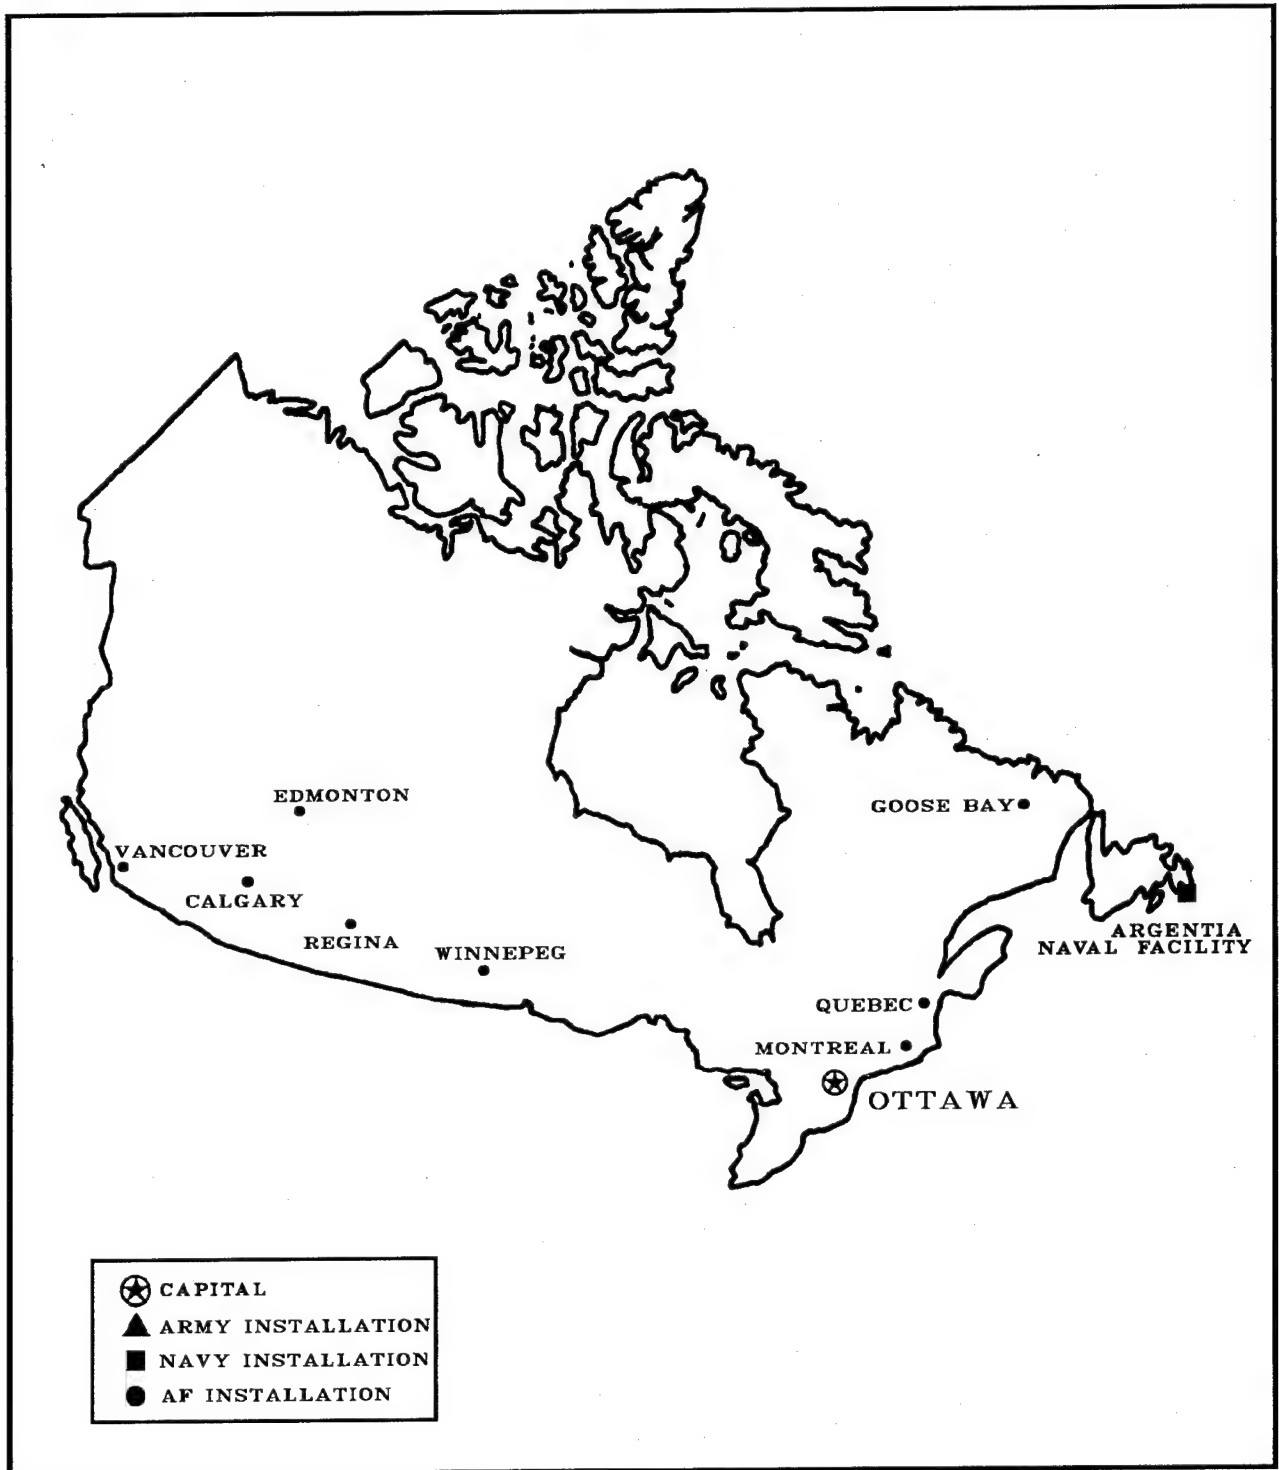 EDMONTON
GOOSE BAY
VANCOUVER
CALGARY
ARGENTIA
NAVAL FACILITY
REGINA
WINNEPEG
QUEBEC
MONTREAL
OTTAWA
CAPITAL
ARMY INSTALLATION
NAVY INSTALLATION
AF INSTALLATION